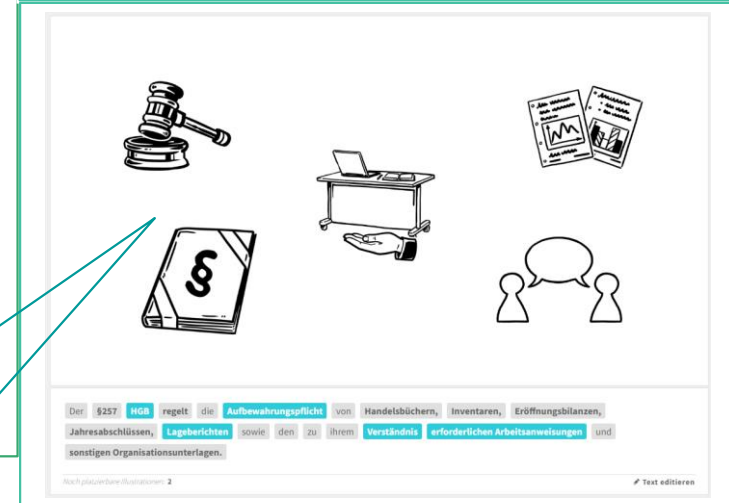 §
Der §257 HGB regelt die Aufbewahrungspflicht von Handelsbüchern, Inventaren, Eröffnungsbilanzen,
Jahresabschlüssen, Lageberichten sowie den zu ihrem Verständnis erforderlichen Arbeitsanweisungen und
sonstigen Organisationsunterlagen.
Noch platzierbare Illustrationen: 2
Text editieren